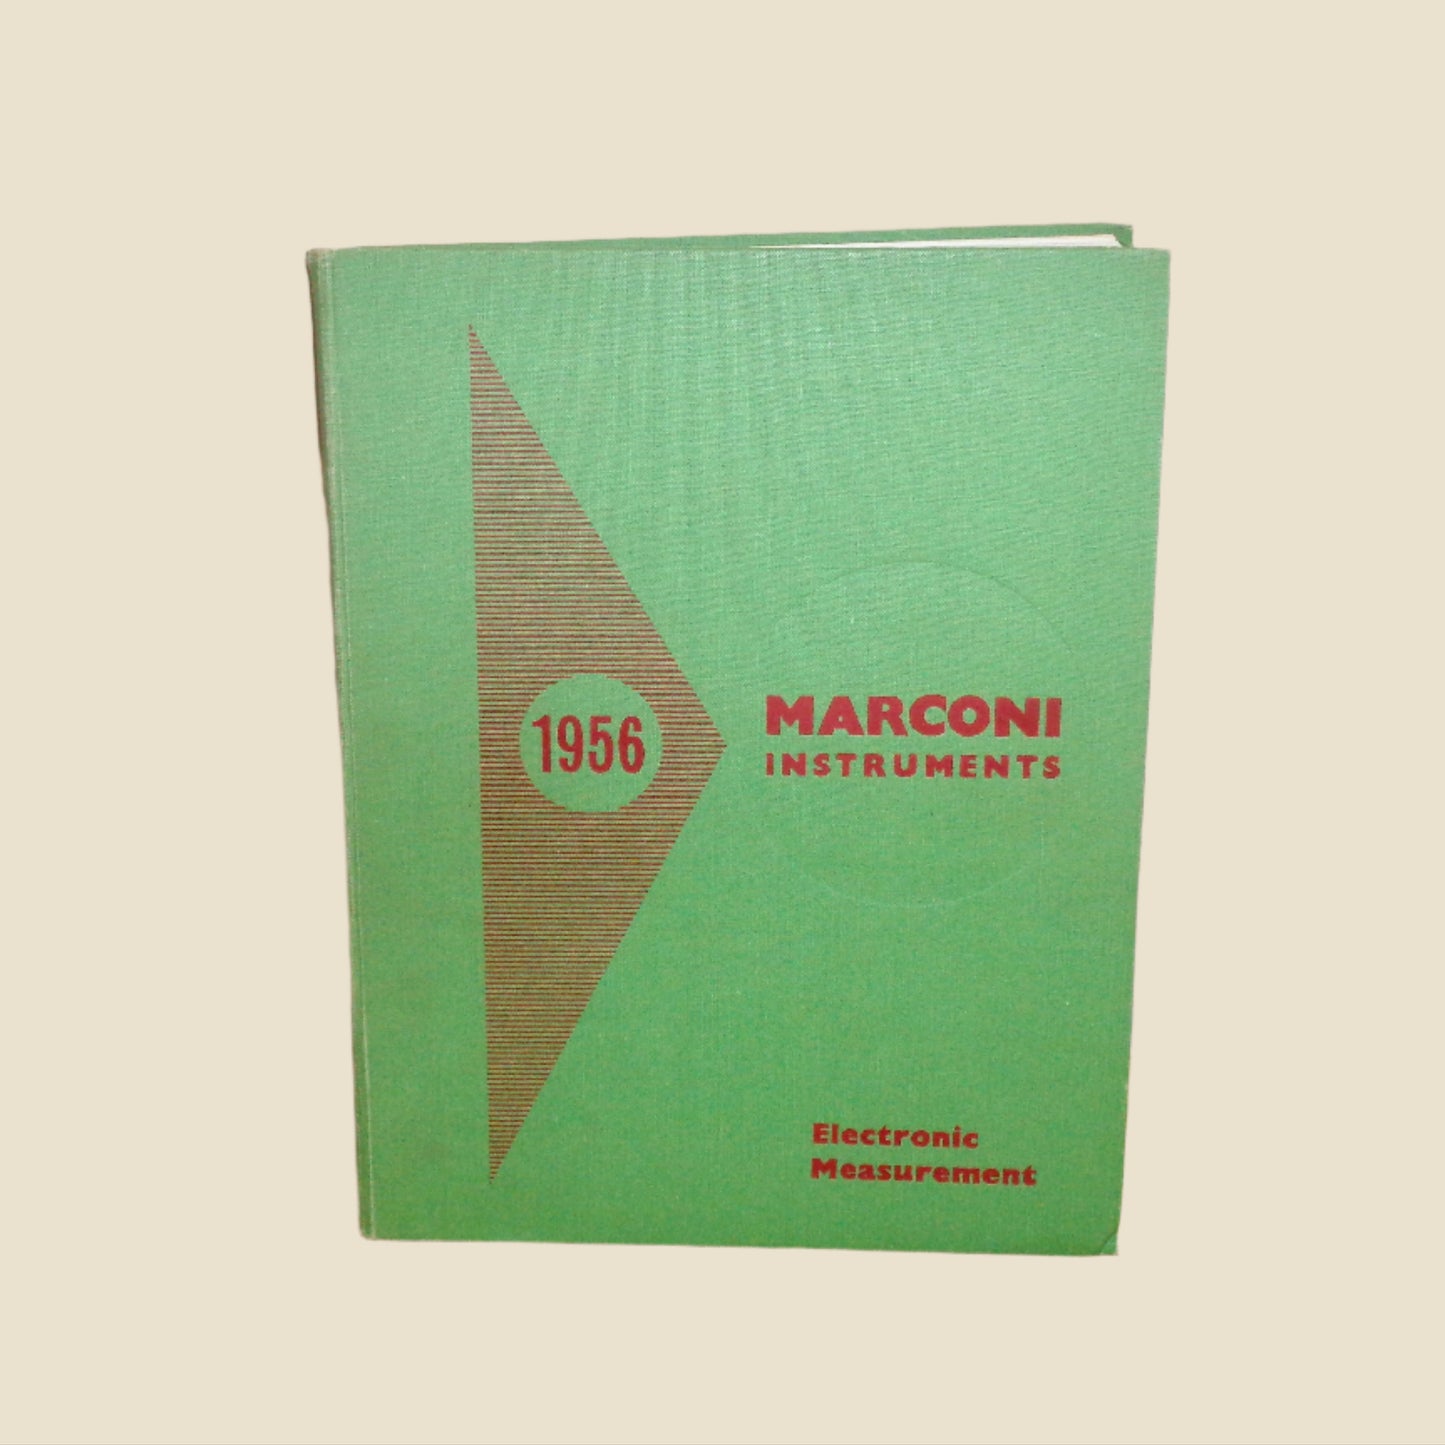 1956
MARCONI
INSTRUMENTS
Electronic
Measurement